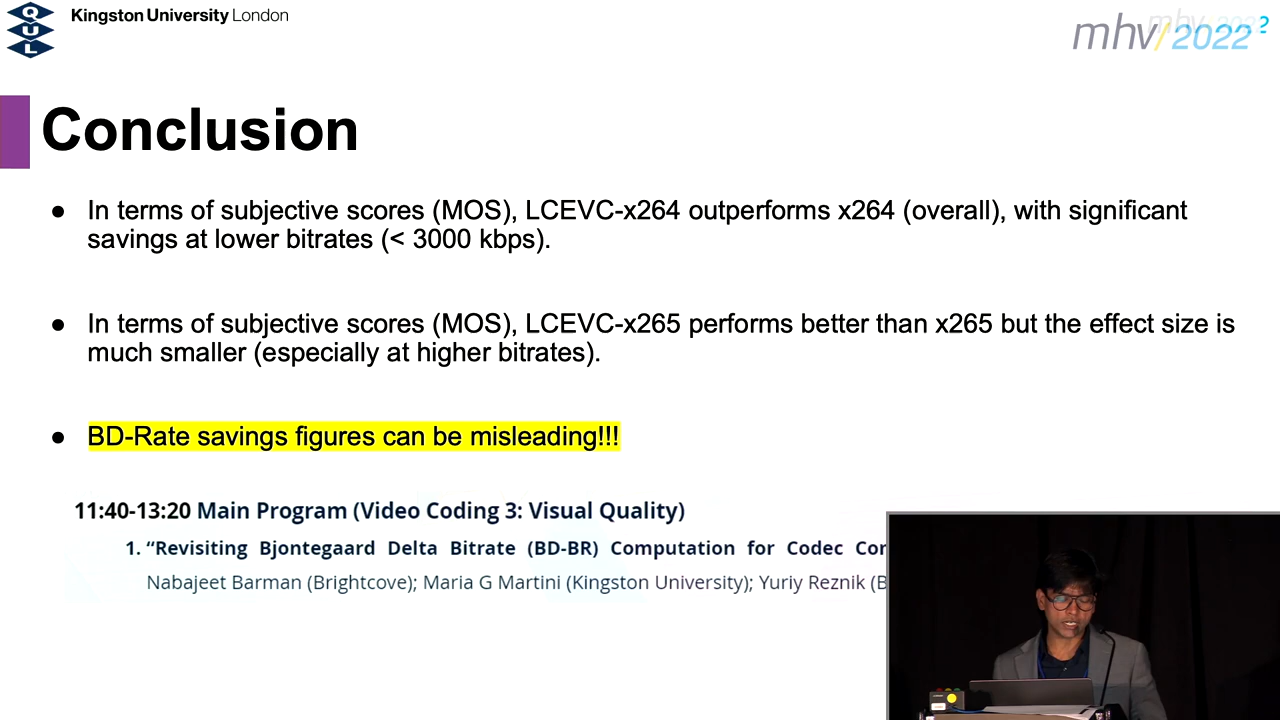 QUL
Kingston University London
mhv/2022
Conclusion
● In terms of subjective scores (MOS), LCEVC-x264 outperforms x264 (overall), with significant
savings at lower bitrates (< 3000 kbps).
● In terms of subjective scores (MOS), LCEVC-x265 performs better than x265 but the effect size is
much smaller (especially at higher bitrates).
● BD-Rate savings figures can be misleading!!!
11:40-13:20 Main Program (Video Coding 3: Visual Quality)
1. “Revisiting Bjontegaard Delta Bitrate (BD-BR) Computation for Codec
Nabajeet Barman (Brightcove); Maria G Martini (Kingston University); Yuriy Reznik